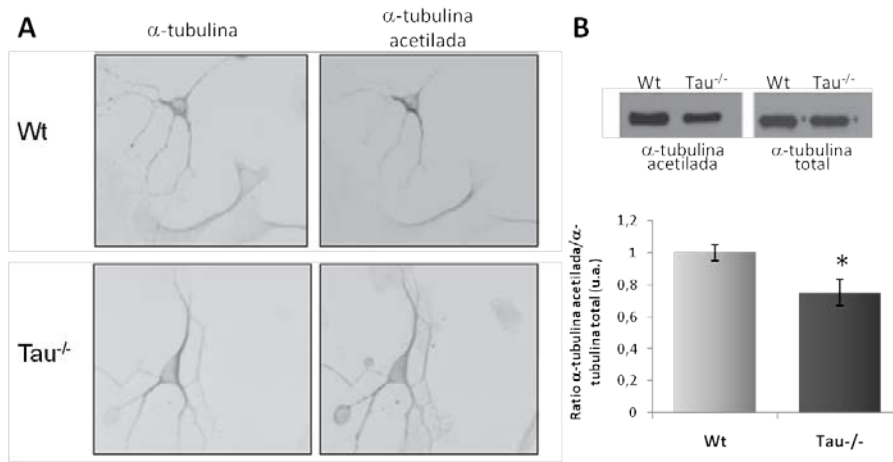 A
α-tubulina
α-tubulina
acetilada
Wt
Tau-/-
B
Wt Tau-/- Wt Tau-/-
α-tubulina
acetilada
α-tubulina
total
Ratio α-tubulina acetilada/α-
tubulina total (u.a.)
1,2
1
0,8
0,6
0,4
0,2
0
*
Wt
Tau-/-